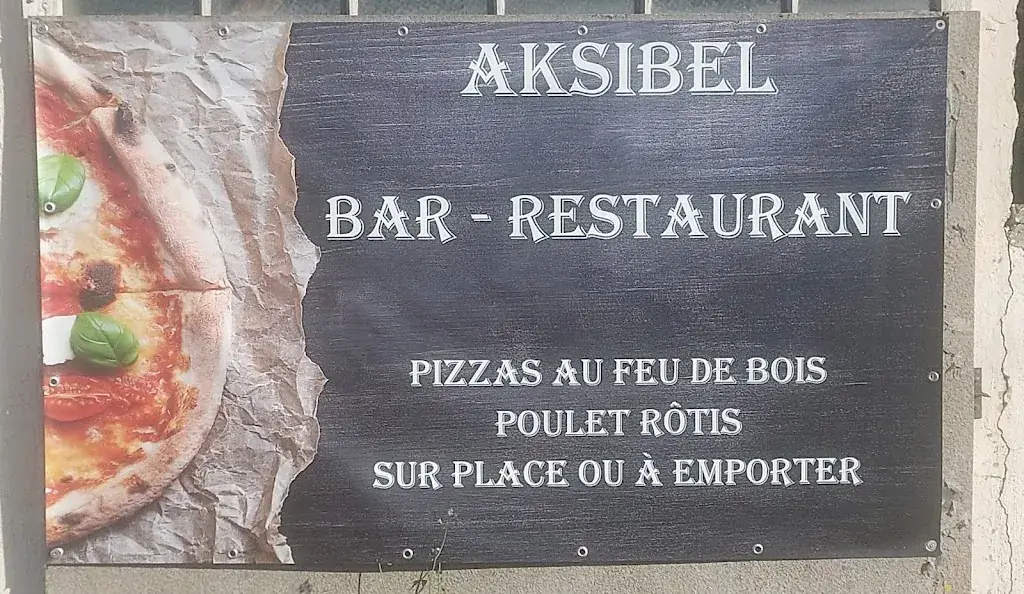 AKSIBEL
BAR - RESTAURANT
PIZZAS AU FEU DE BOIS
POULET RÔTIS
SUR PLACE OU À EMPORTER